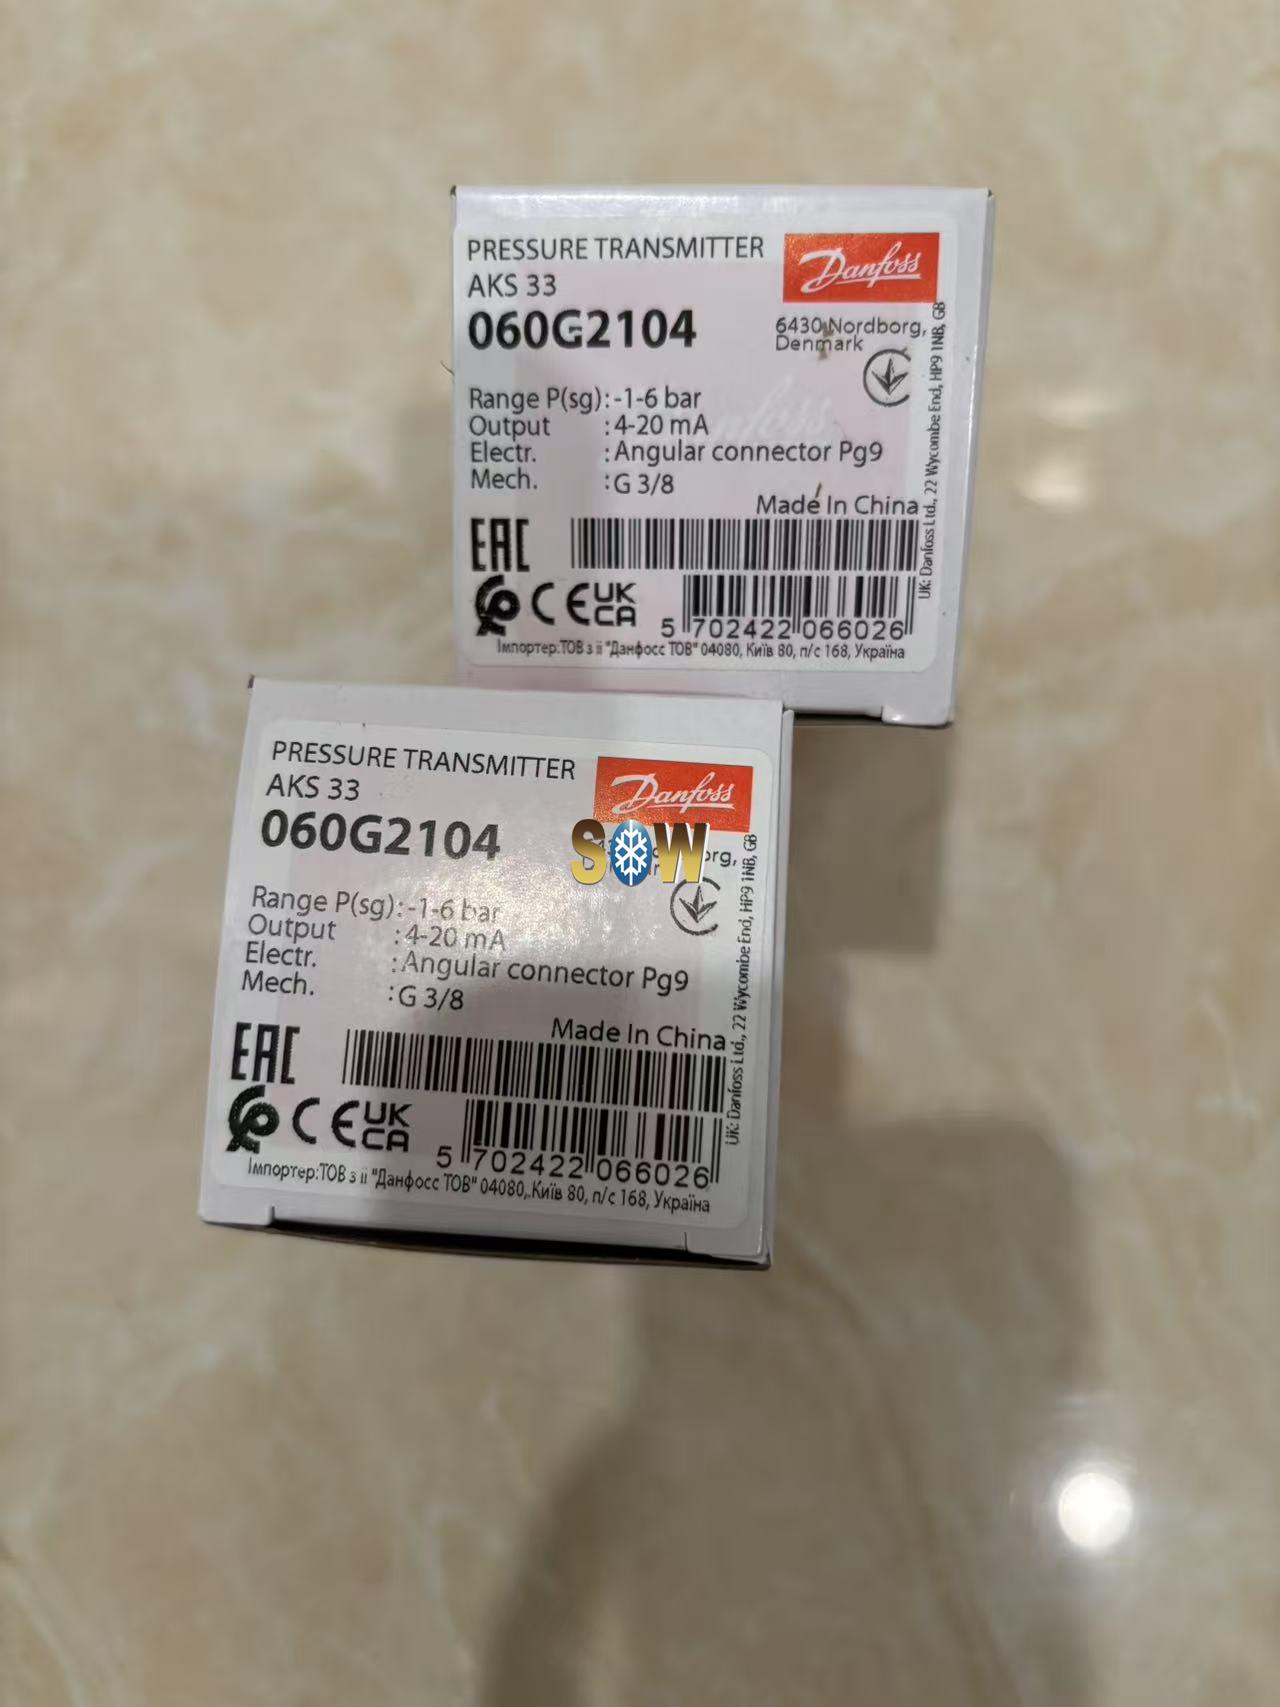 PRESSURE TRANSMITTER
AKS 33
060G2104
Danfoss
6430 Nordborg,
Denmark
Range P(sg): -1-6 bar
Output : 4-20 mA
Electr. : Angular connector Pg9
Mech. : G 3/8
Made In China
UK: Danfoss Ltd., 22 Wycombe End, HP9 1NB, GB
EAC
CE UK
CA
5 702422 066026
Імпортер:ТОВ з ії "Данфосс ТОВ" 04080, Київ 80, п/с 168, Україна
PRESSURE TRANSMITTER
AKS 33
060G2104
Danfoss
SOW
Range P(sg): -1-6 bar
Output : 4-20 mA
Electr. : Angular connector Pg9
Mech. : G 3/8
Made In China
UK: Danfoss Ltd., 22 Wycombe End, HP9 1NB, GB
EAC
CE UK
CA
5 702422 066026
Імпортер:ТОВ з ії "Данфосс ТОВ" 04080, Київ 80, п/с 168, Україна